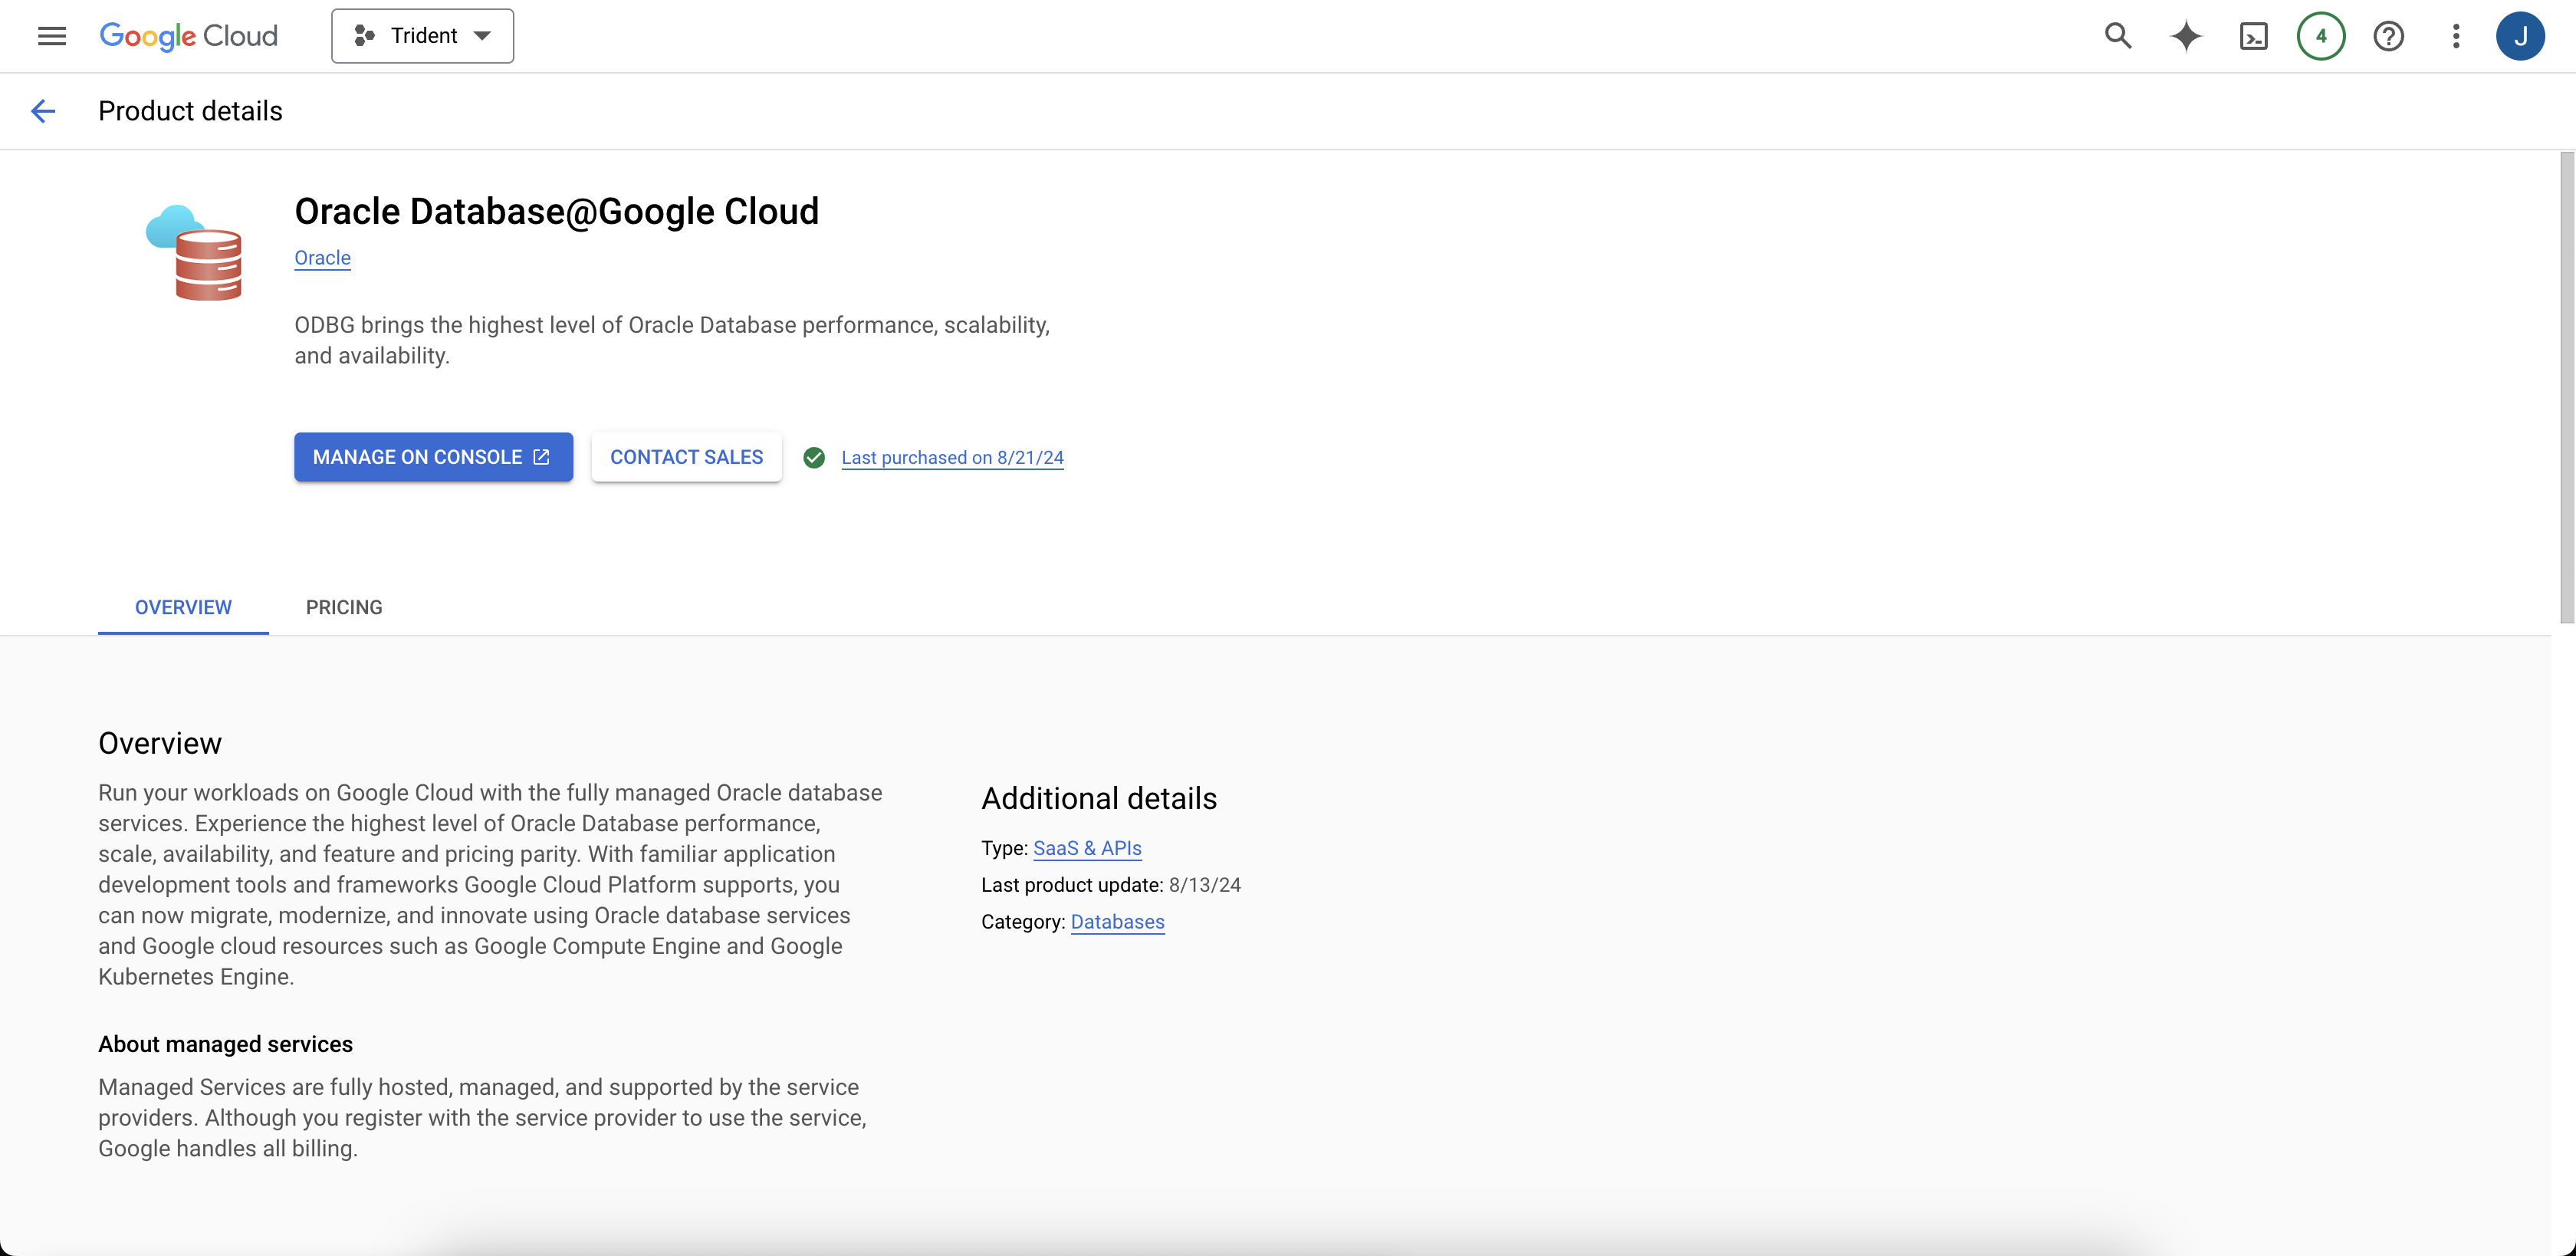 Google Cloud
Trident
4
J
Product details
Oracle Database@Google Cloud
Oracle
ODBG brings the highest level of Oracle Database performance, scalability,
and availability.
MANAGE ON CONSOLE
CONTACT SALES
Last purchased on 8/21/24
OVERVIEW
PRICING
Overview
Run your workloads on Google Cloud with the fully managed Oracle database
services. Experience the highest level of Oracle Database performance,
scale, availability, and feature and pricing parity. With familiar application
development tools and frameworks Google Cloud Platform supports, you
can now migrate, modernize, and innovate using Oracle database services
and Google cloud resources such as Google Compute Engine and Google
Kubernetes Engine.
About managed services
Managed Services are fully hosted, managed, and supported by the service
providers. Although you register with the service provider to use the service,
Google handles all billing.
Additional details
Type: SaaS & APIs
Last product update: 8/13/24
Category: Databases